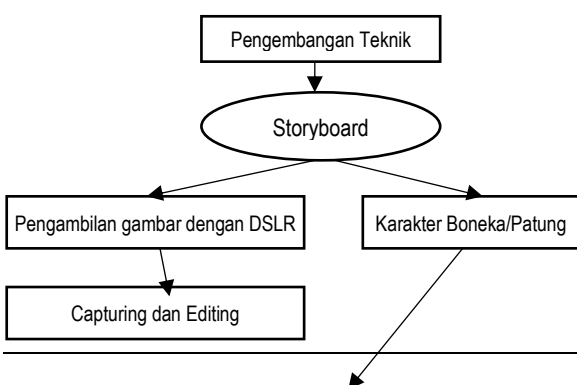 Pengembangan Teknik
Storyboard
Pengambilan gambar dengan DSLR
Karakter Boneka/Patung
Capturing dan Editing